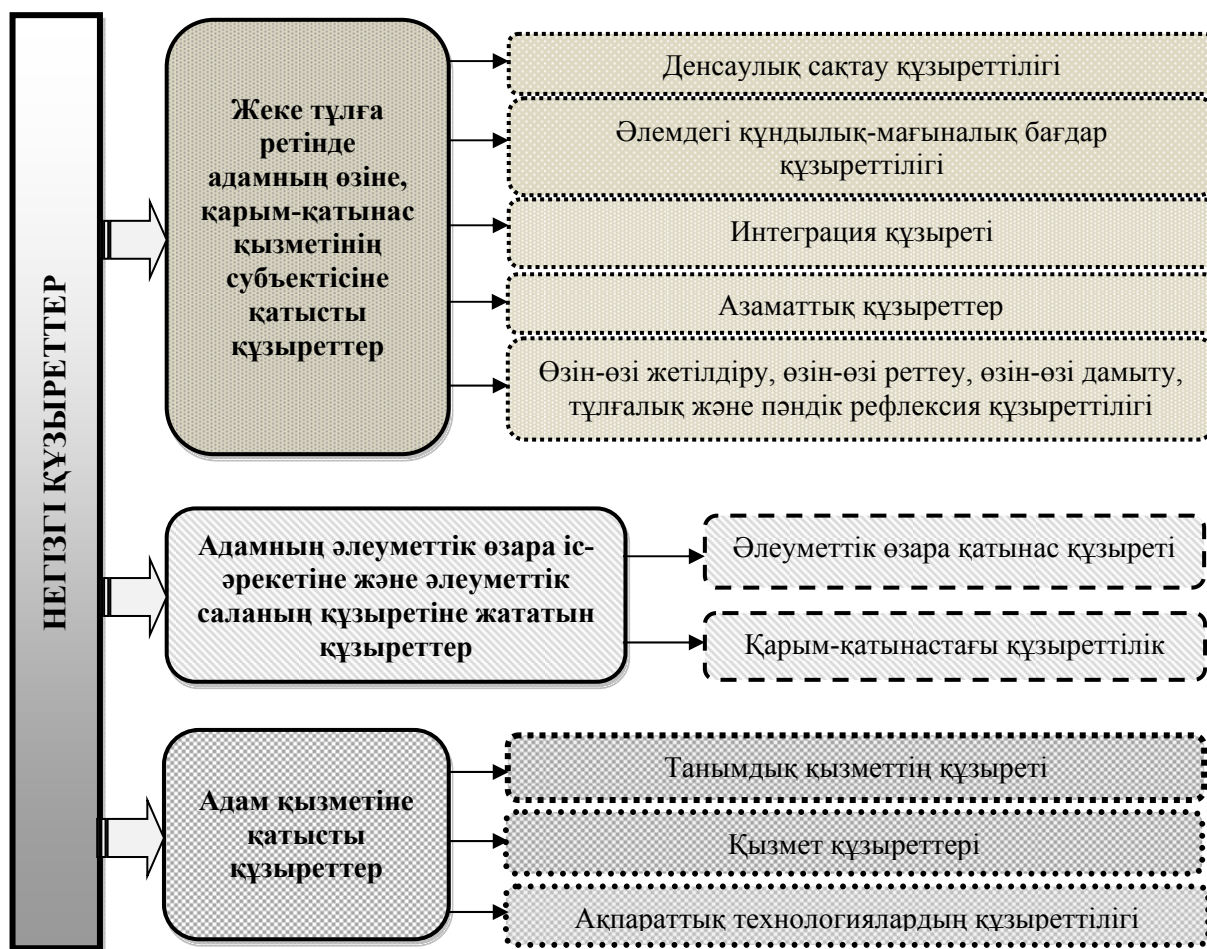 НЕГІЗГІ ҚҰЗЫРЕТТЕР
Жеке тұлға
ретінде
адамның өзіне,
қарым-қатынас
қызметінің
субъектісіне
қатысты
құзыреттер
Денсаулық сақтау құзыреттілігі
Әлемдегі құндылық-мағыналық бағдар
құзыреттілігі
Интеграция құзыреті
Азаматтық құзыреттер
Өзін-өзі жетілдіру, өзін-өзі реттеу, өзін-өзі дамыту,
тұлғалық және пәндік рефлексия құзыреттілігі
Адамның әлеуметтік өзара іс-
әрекетіне және әлеуметтік
саланың құзыретіне жататын
құзыреттер
Әлеуметтік өзара қатынас құзыреті
Қарым-қатынастағы құзыреттілік
Адам қызметіне
қатысты
құзыреттер
Танымдық қызметтің құзыреті
Қызмет құзыреттері
Ақпараттық технологиялардың құзыреттілігі